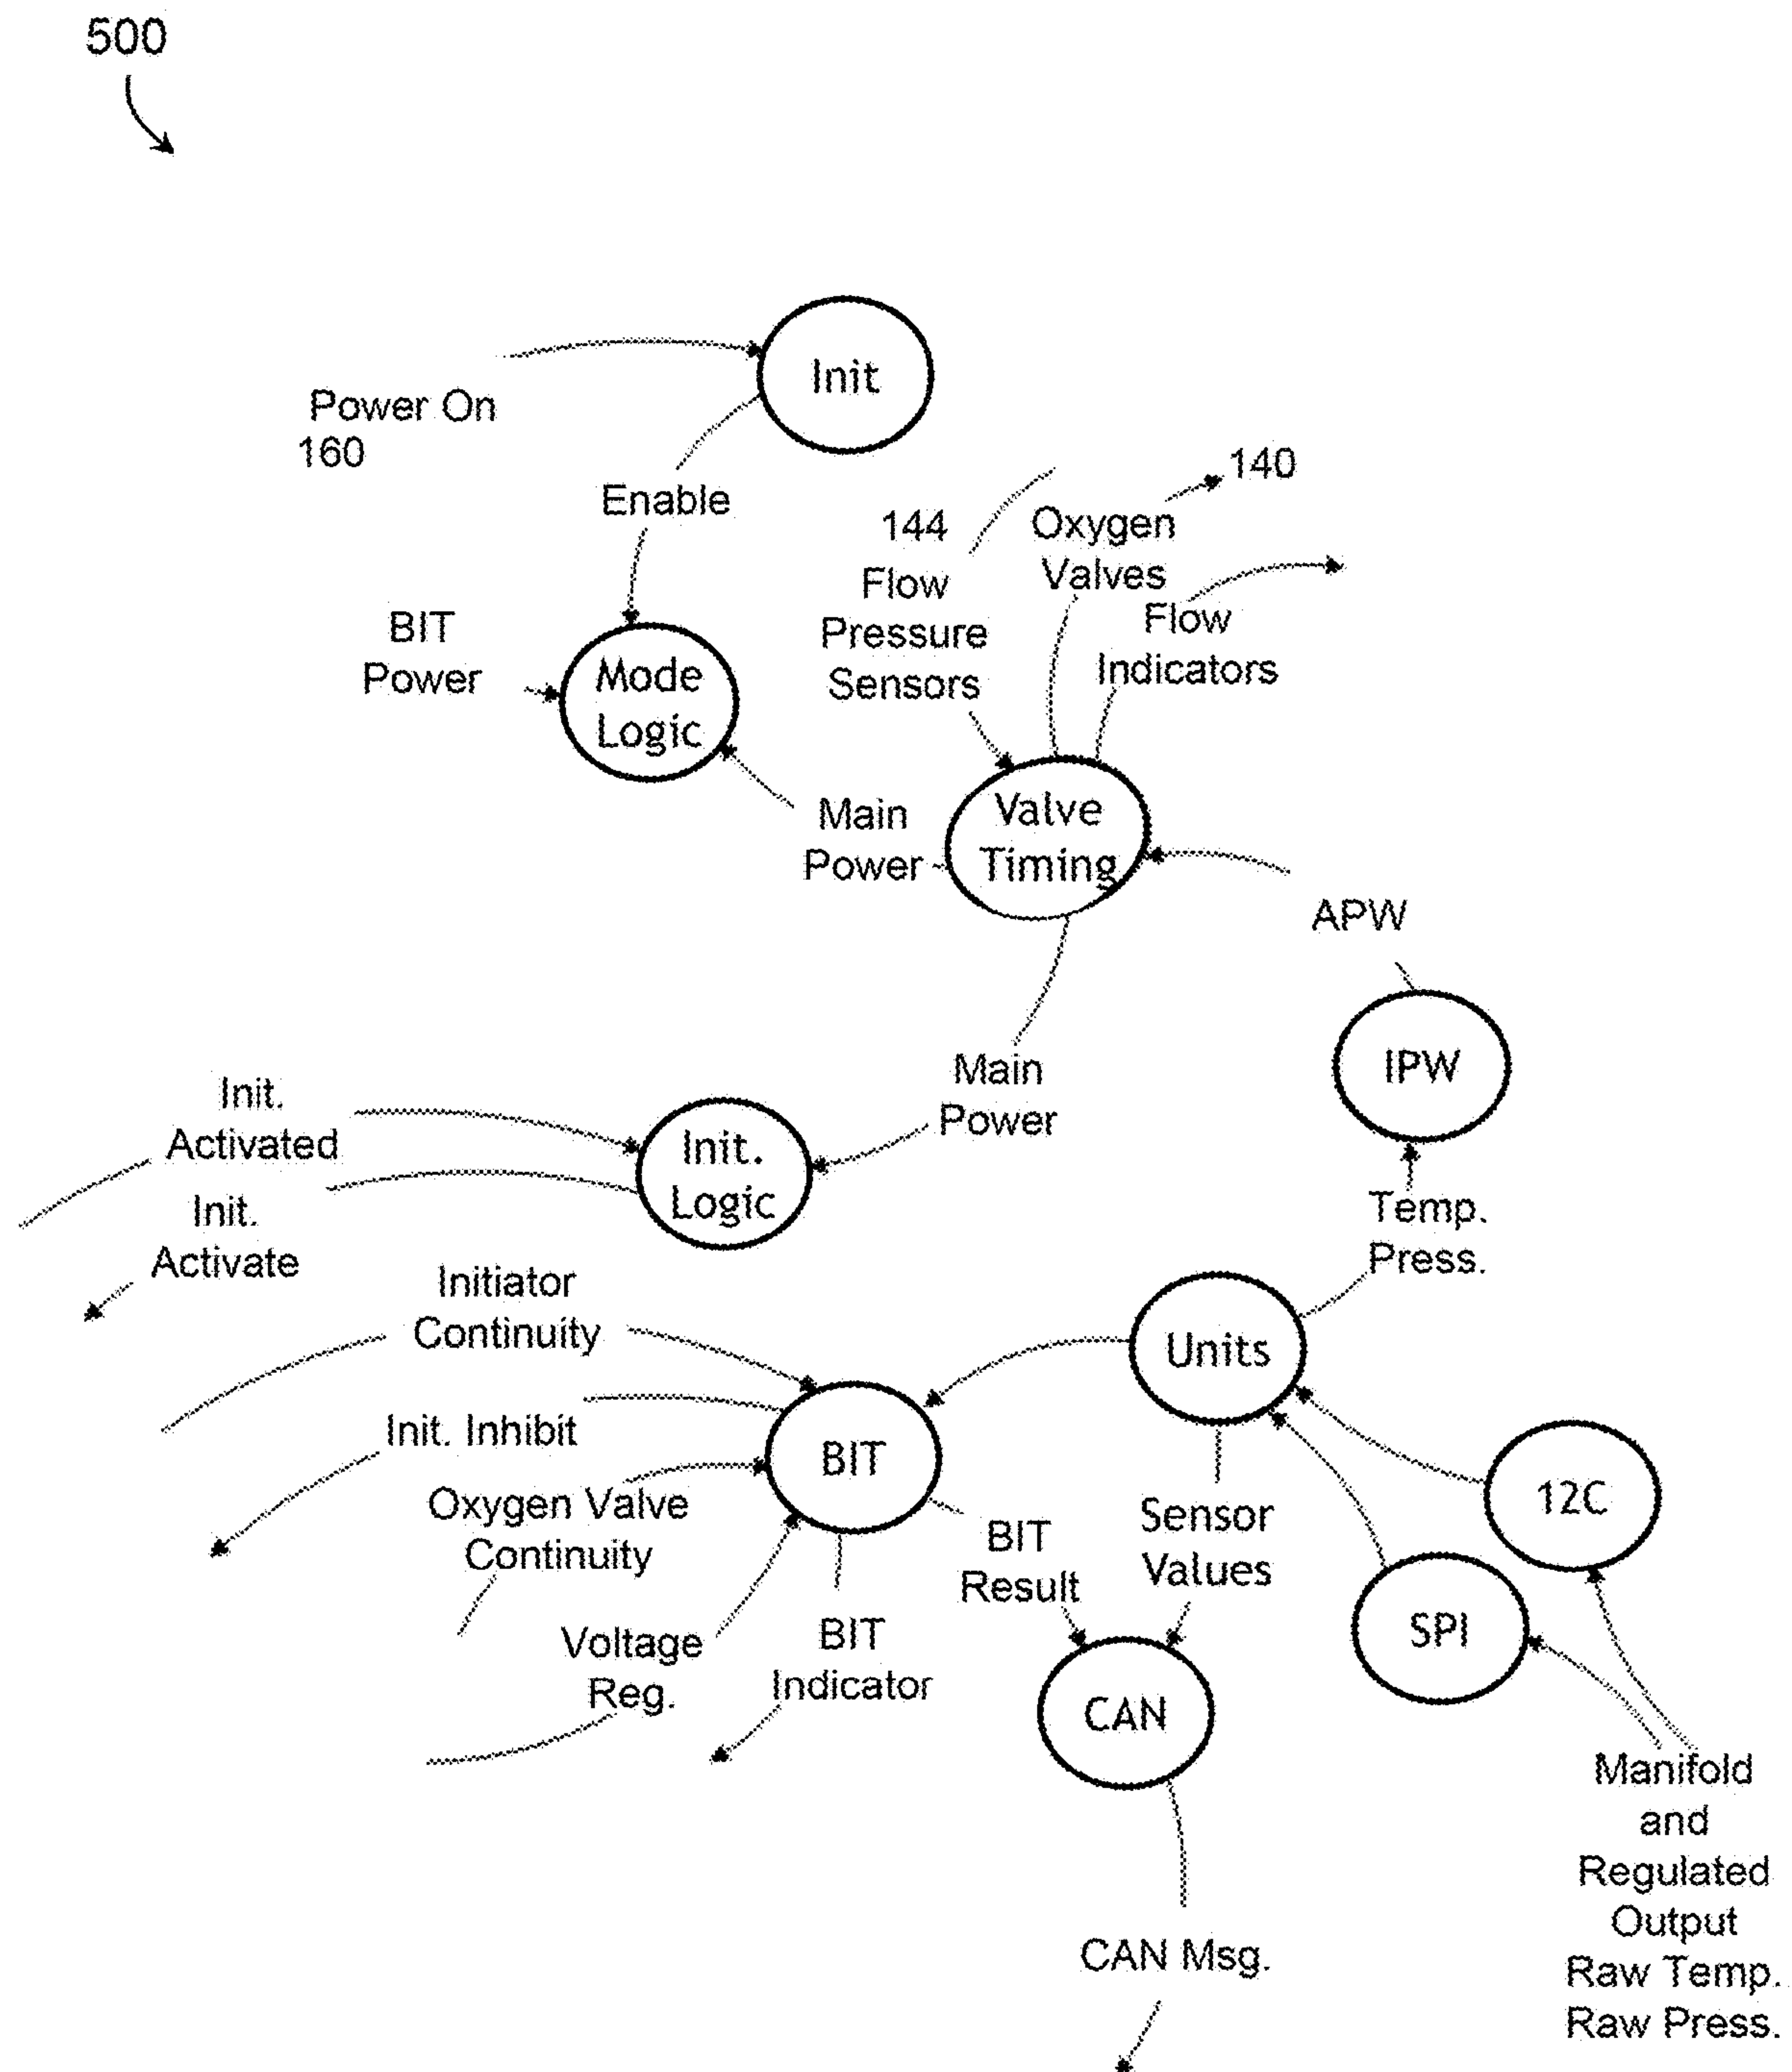 500
Init
Power On
160
Enable
140
144
Oxygen
Valves
Flow
Pressure
Sensors
Flow
Indicators
BIT
Power
Mode
Logic
Main
Power
Valve
Timing
APW
IPW
Main
Power
Init.
Activated
Init.
Logic
Init.
Activate
Temp.
Press.
Initiator
Continuity
Units
Init. Inhibit
BIT
12C
Oxygen Valve
Continuity
BIT
Result
Sensor
Values
SPI
Voltage
Reg.
BIT
Indicator
CAN
Manifold
and
Regulated
Output
Raw Temp.
Raw Press.
CAN Msg.